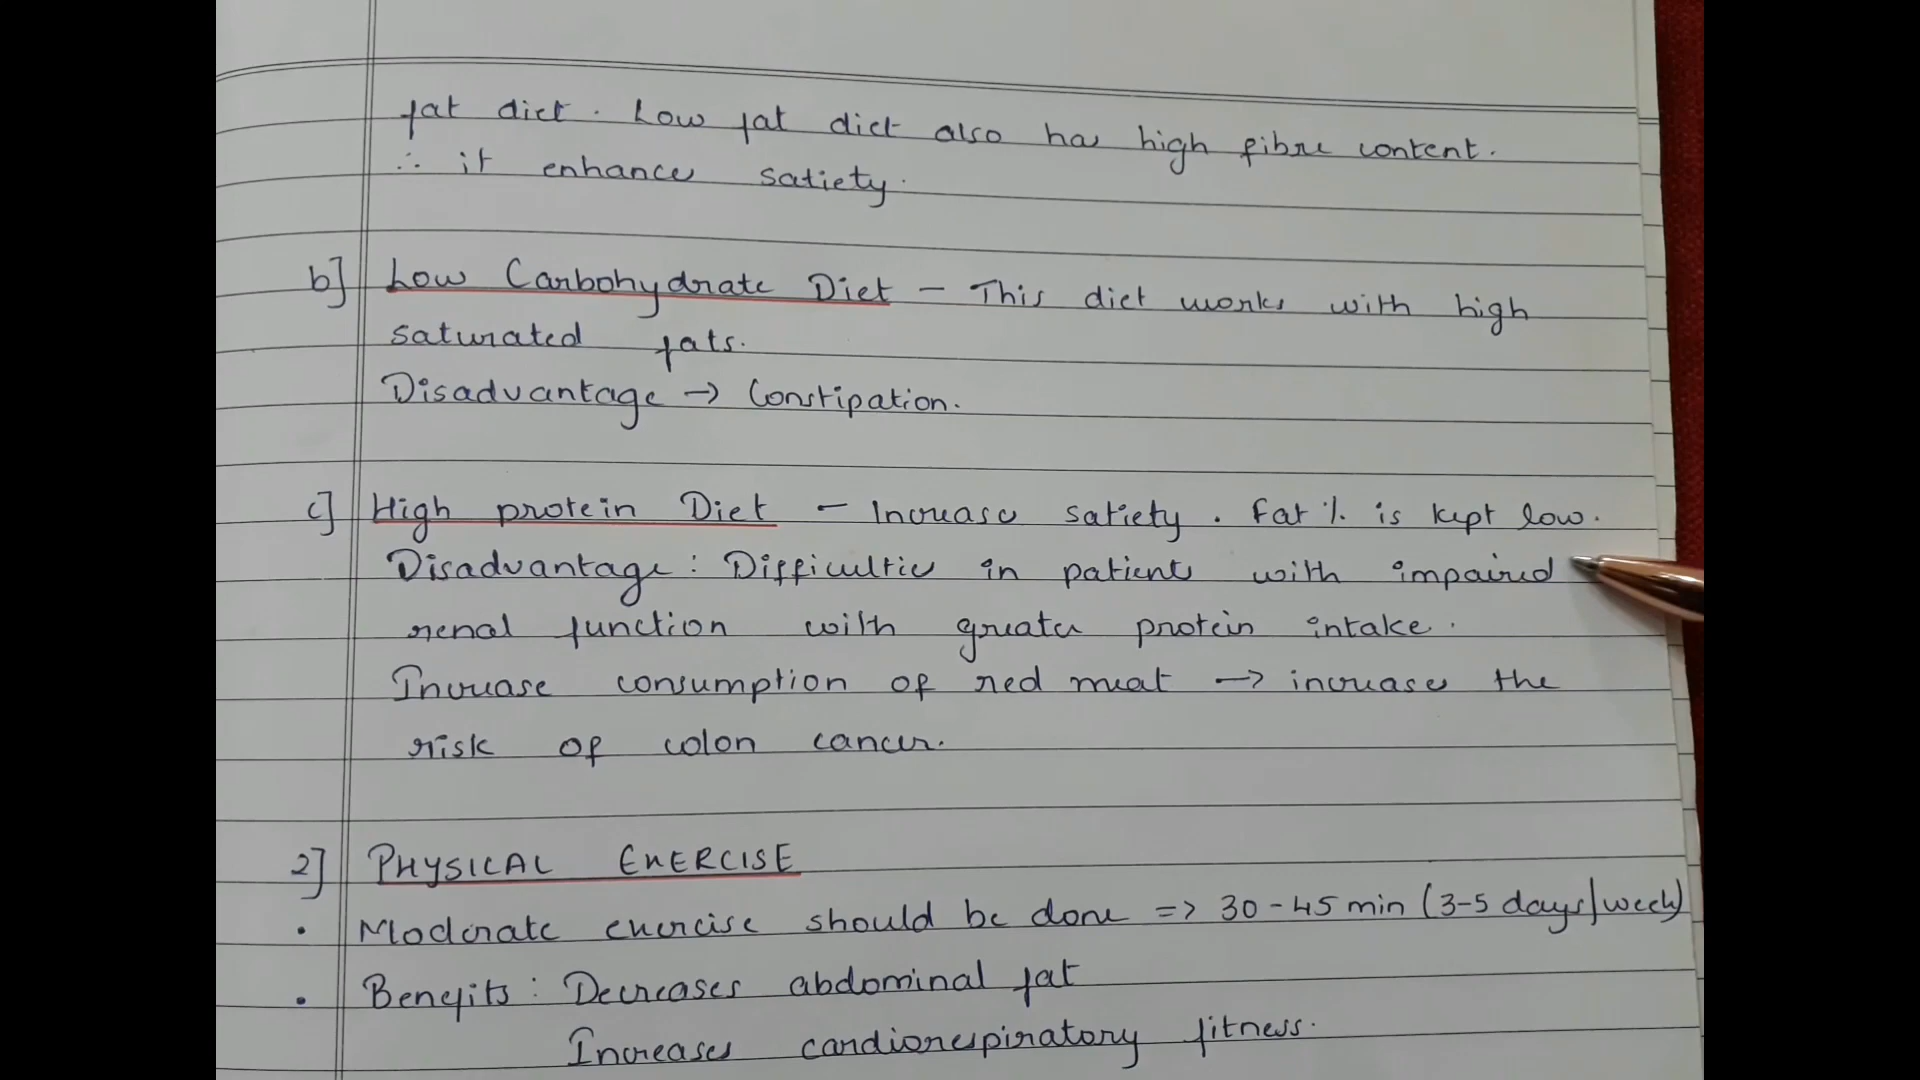 fat diet. Low fat diet also has high fibre content.
∴ it enhances satiety.
b] Low Carbohydrate Diet - This diet works with high
saturated fats.
Disadvantage → Constipation.
c] High protein Diet - Increase satiety. Fat % is kept low.
Disadvantage: Difficultie in patients with impaired
renal function with greater protein intake.
Increase consumption of red meat → increases the
risk of colon cancer.
2] PHYSICAL EXERCISE
• Moderate exercise should be done => 30-45 min (3-5 days/week)
• Benefits: Decreases abdominal fat
Increases cardiorespiratory fitness.